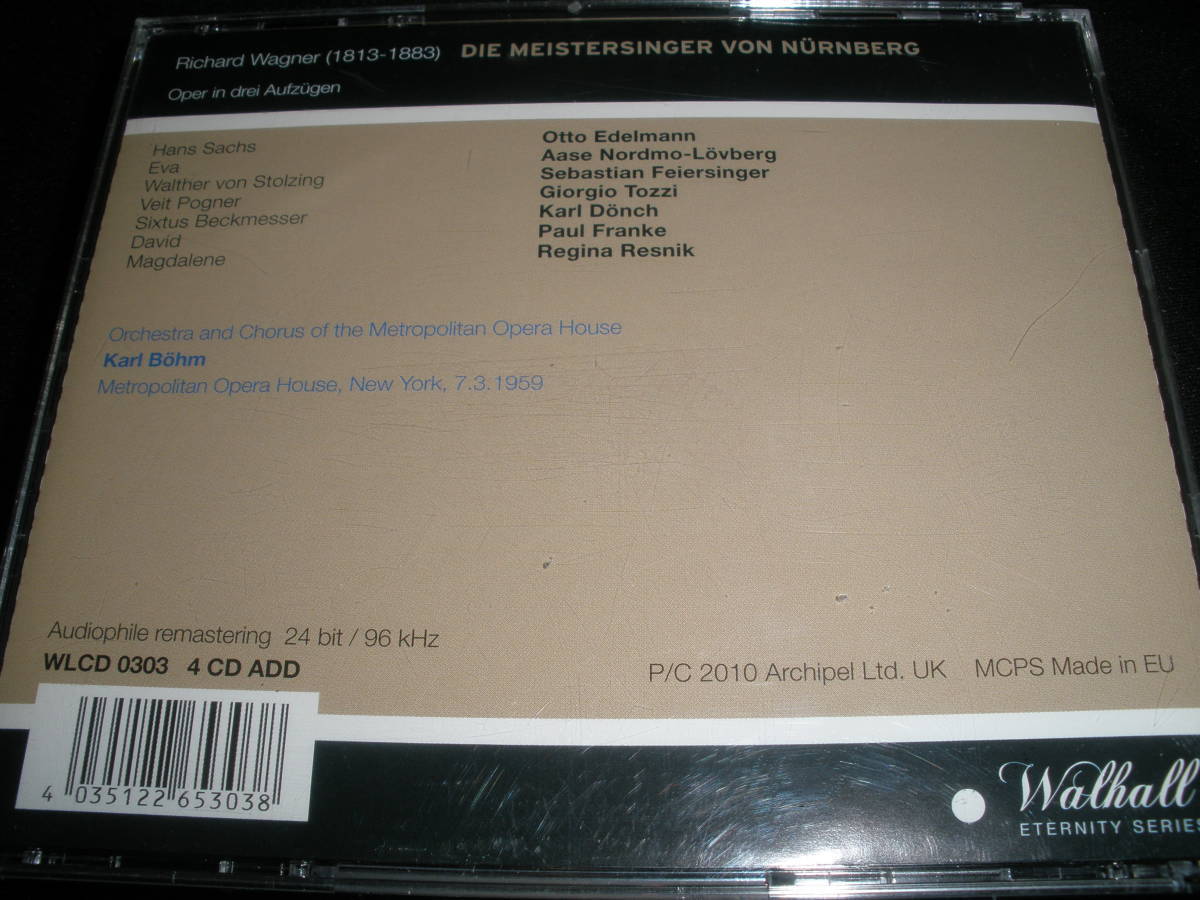 Richard Wagner (1813-1883) DIE MEISTERSINGER VON NÜRNBERG
Oper in drei Aufzügen
Hans Sachs Otto Edelmann
Eva Aase Nordmo-Lövberg
Walther von Stolzing Sebastian Feiersinger
Veit Pogner Giorgio Tozzi
Sixtus Beckmesser Karl Dönch
David Paul Franke
Magdalene Regina Resnik
Orchestra and Chorus of the Metropolitan Opera House
Karl Böhm
Metropolitan Opera House, New York, 7.3.1959
Audiophile remastering 24 bit / 96 kHz
WLCD 0303 4 CD ADD
P/C 2010 Archipel Ltd. UK MCPS Made in EU
4 035122 653038
Walhall
ETERNITY SERIES